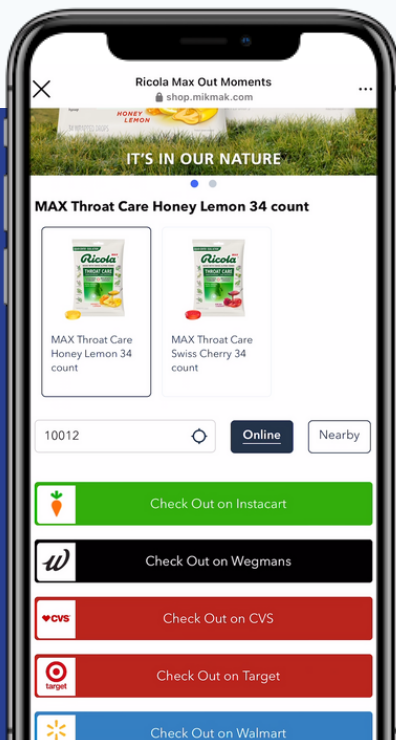 Ricola Max Out Moments
shop.mikmak.com
HONEY
LEMON
IT'S IN OUR NATURE
MAX Throat Care Honey Lemon 34 count
Ricola
THROAT CARE
Ricola
THROAT CARE
MAX Throat Care
Honey Lemon 34
count
MAX Throat Care
Swiss Cherry 34
count
10012
Online
Nearby
Check Out on Instacart
w
Check Out on Wegmans
CVS
Check Out on CVS
target
Check Out on Target
Check Out on Walmart